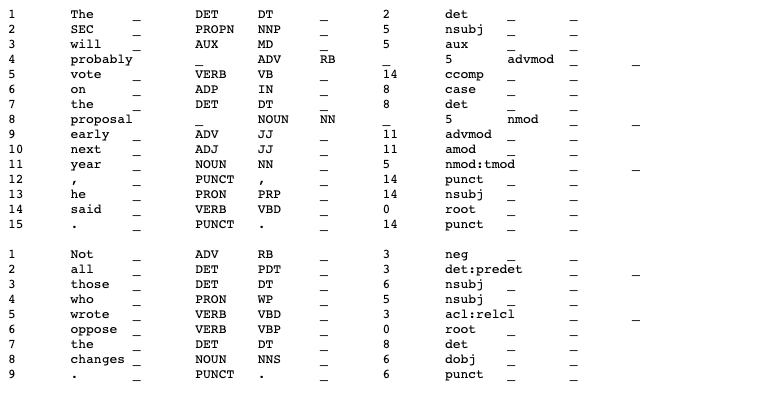 1 The _ DET DT _ 2 det _ _
2 SEC _ PROPN NNP _ 5 nsubj _ _
3 will _ AUX MD _ 5 aux _ _
4 probably _ ADV RB _ 5 advmod _ _
5 vote _ VERB VB _ 14 ccomp _ _
6 on _ ADP IN _ 8 case _ _
7 the _ DET DT _ 8 det _ _
8 proposal _ NOUN NN _ 5 nmod _ _
9 early _ ADV JJ _ 11 advmod _ _
10 next _ ADJ JJ _ 11 amod _ _
11 year _ NOUN NN _ 5 nmod:tmod _ _
12 , _ PUNCT , _ 14 punct _ _
13 he _ PRON PRP _ 14 nsubj _ _
14 said _ VERB VBD _ 0 root _ _
15 . _ PUNCT . _ 14 punct _ _
1 Not _ ADV RB _ 3 neg _ _
2 all _ DET PDT _ 3 det:predet _ _
3 those _ DET DT _ 6 nsubj _ _
4 who _ PRON WP _ 5 nsubj _ _
5 wrote _ VERB VBD _ 3 acl:relcl _ _
6 oppose _ VERB VBP _ 0 root _ _
7 the _ DET DT _ 8 det _ _
8 changes _ NOUN NNS _ 6 dobj _ _
9 . _ PUNCT . _ 6 punct _ _